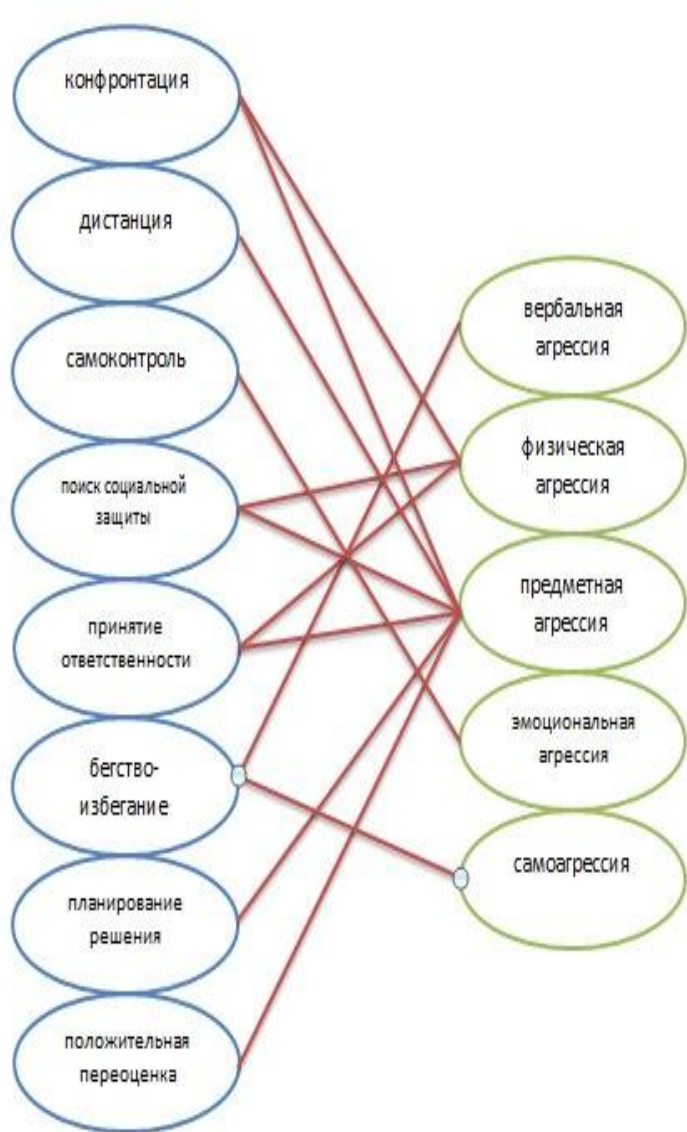 конфронтация
дистанция
самоконтроль
поиск социальной
защиты
принятие
ответственности
бегство-
избегание
планирование
решения
положительная
переоценка
вербальная
агрессия
физическая
агрессия
предметная
агрессия
эмоциональная
агрессия
самоагрессия